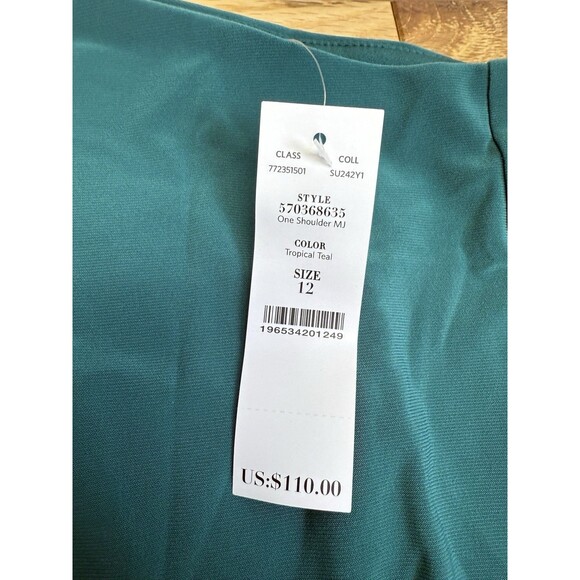 CLASS COLL
772351501 SU242Y1
STYLE
570368635
One Shoulder MJ
COLOR
Tropical Teal
SIZE
12
196534201249
US:$110.00